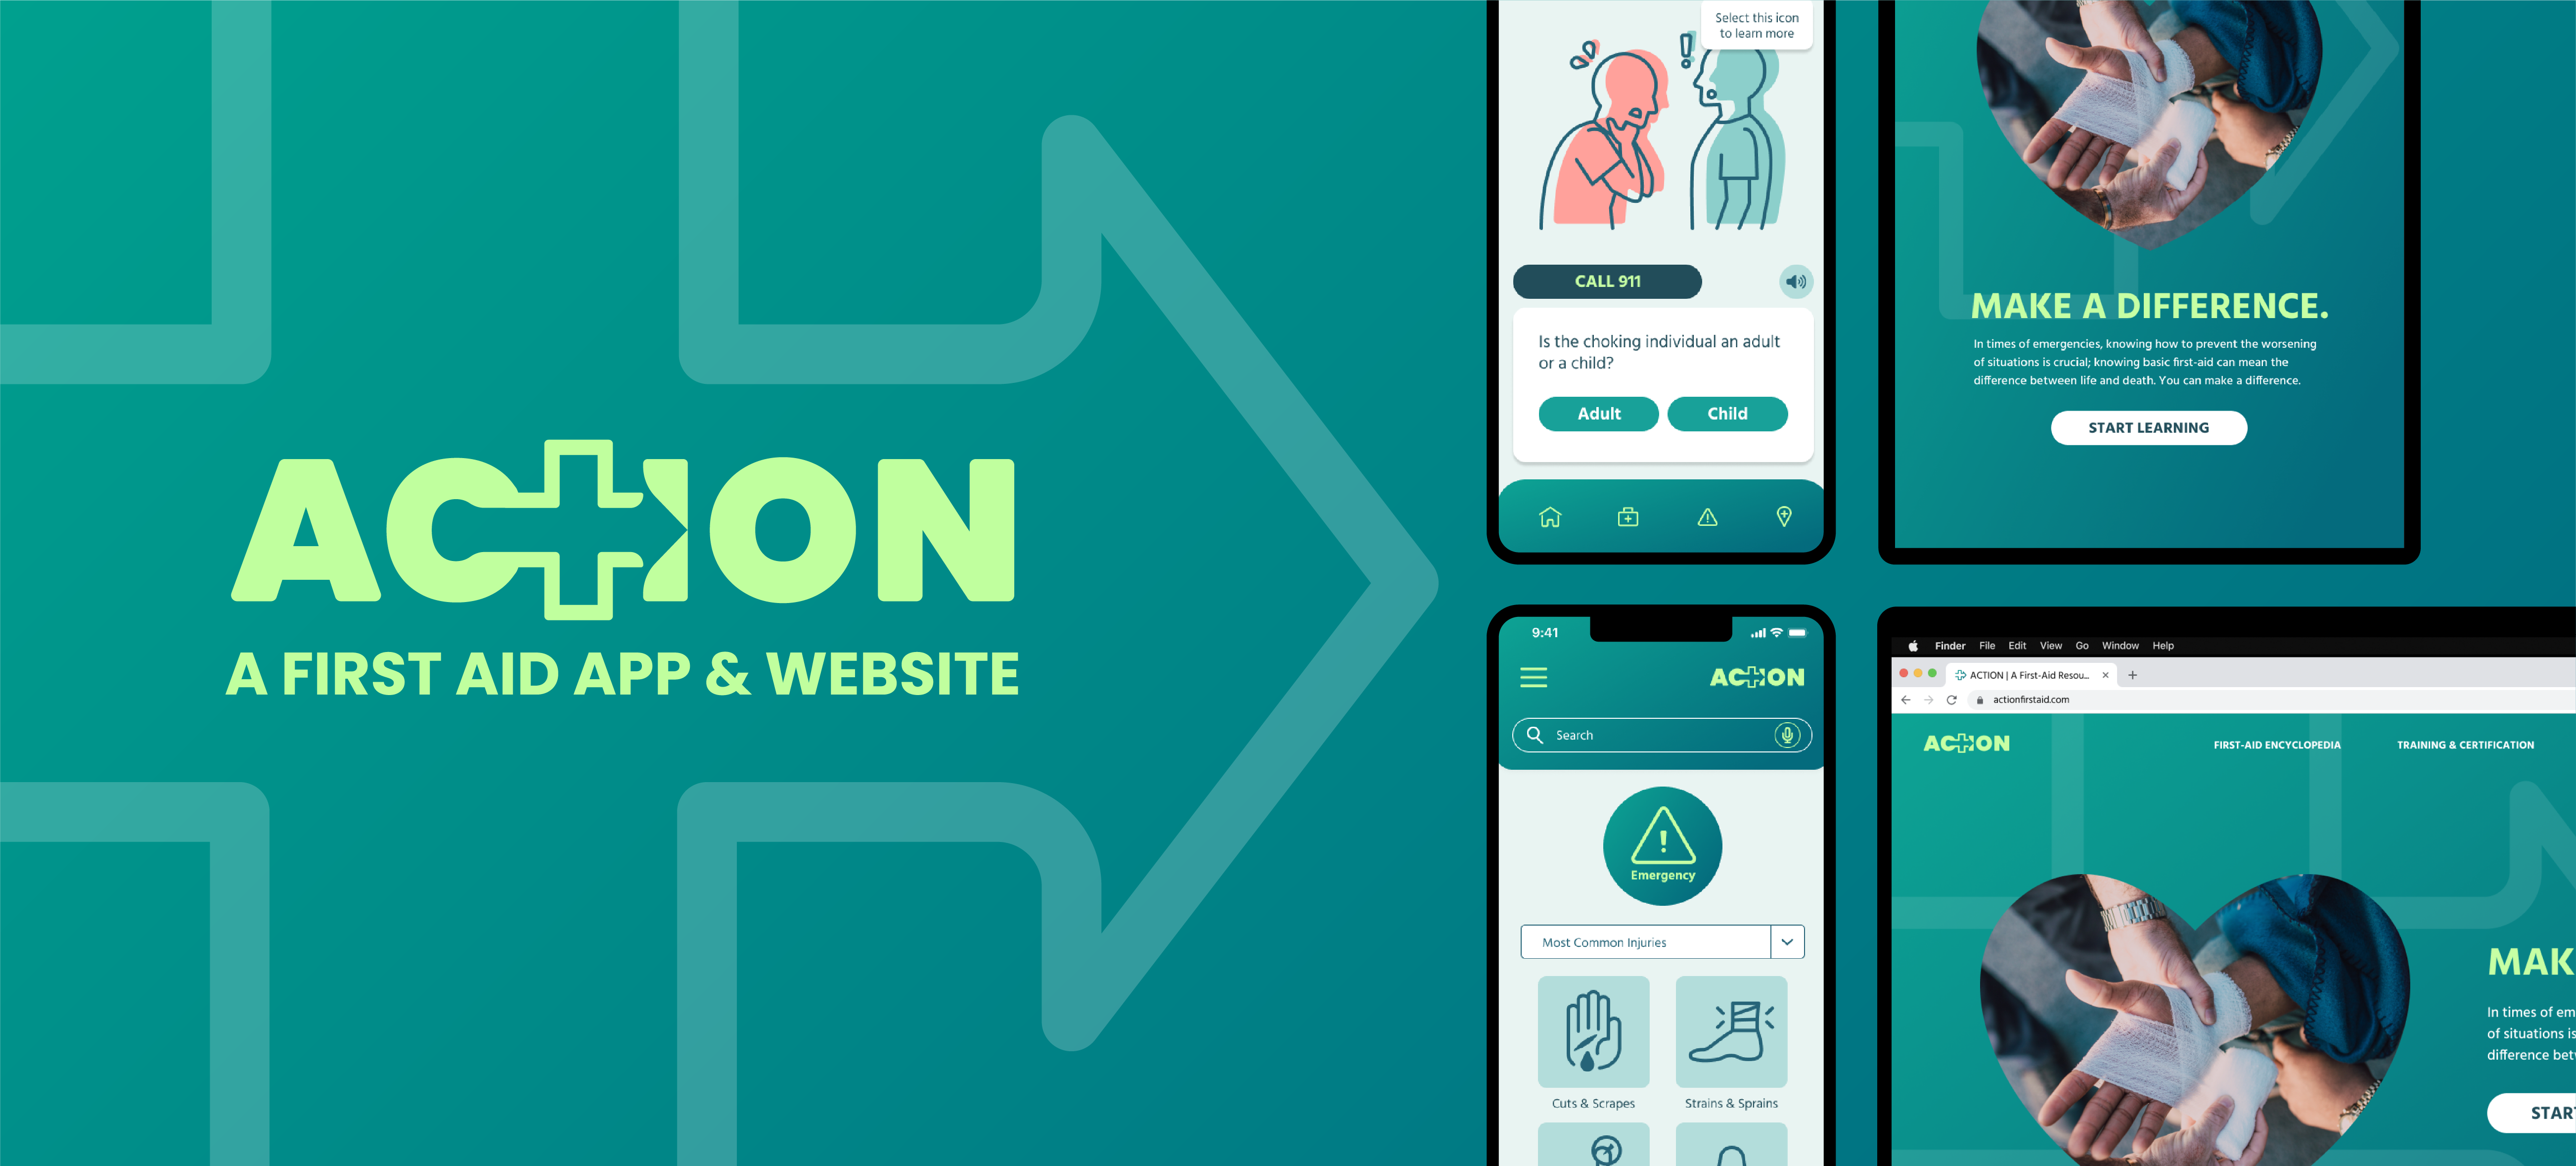 ACTION
A FIRST AID APP & WEBSITE
Select this icon
to learn more
CALL 911
Is the choking individual an adult
or a child?
Adult
Child
MAKE A DIFFERENCE.
In times of emergencies, knowing how to prevent the worsening
of situations is crucial; knowing basic first-aid can mean the
difference between life and death. You can make a difference.
START LEARNING
9:41
ACTION
Search
Emergency
Most Common Injuries
Cuts & Scrapes
Strains & Sprains
Finder File Edit View Go Window Help
ACTION | A First-Aid Resou...
actionfirstaid.com
ACTION
FIRST-AID ENCYCLOPEDIA
TRAINING & CERTIFICATION
MAK
In times of em
of situations is
difference bet
STAR